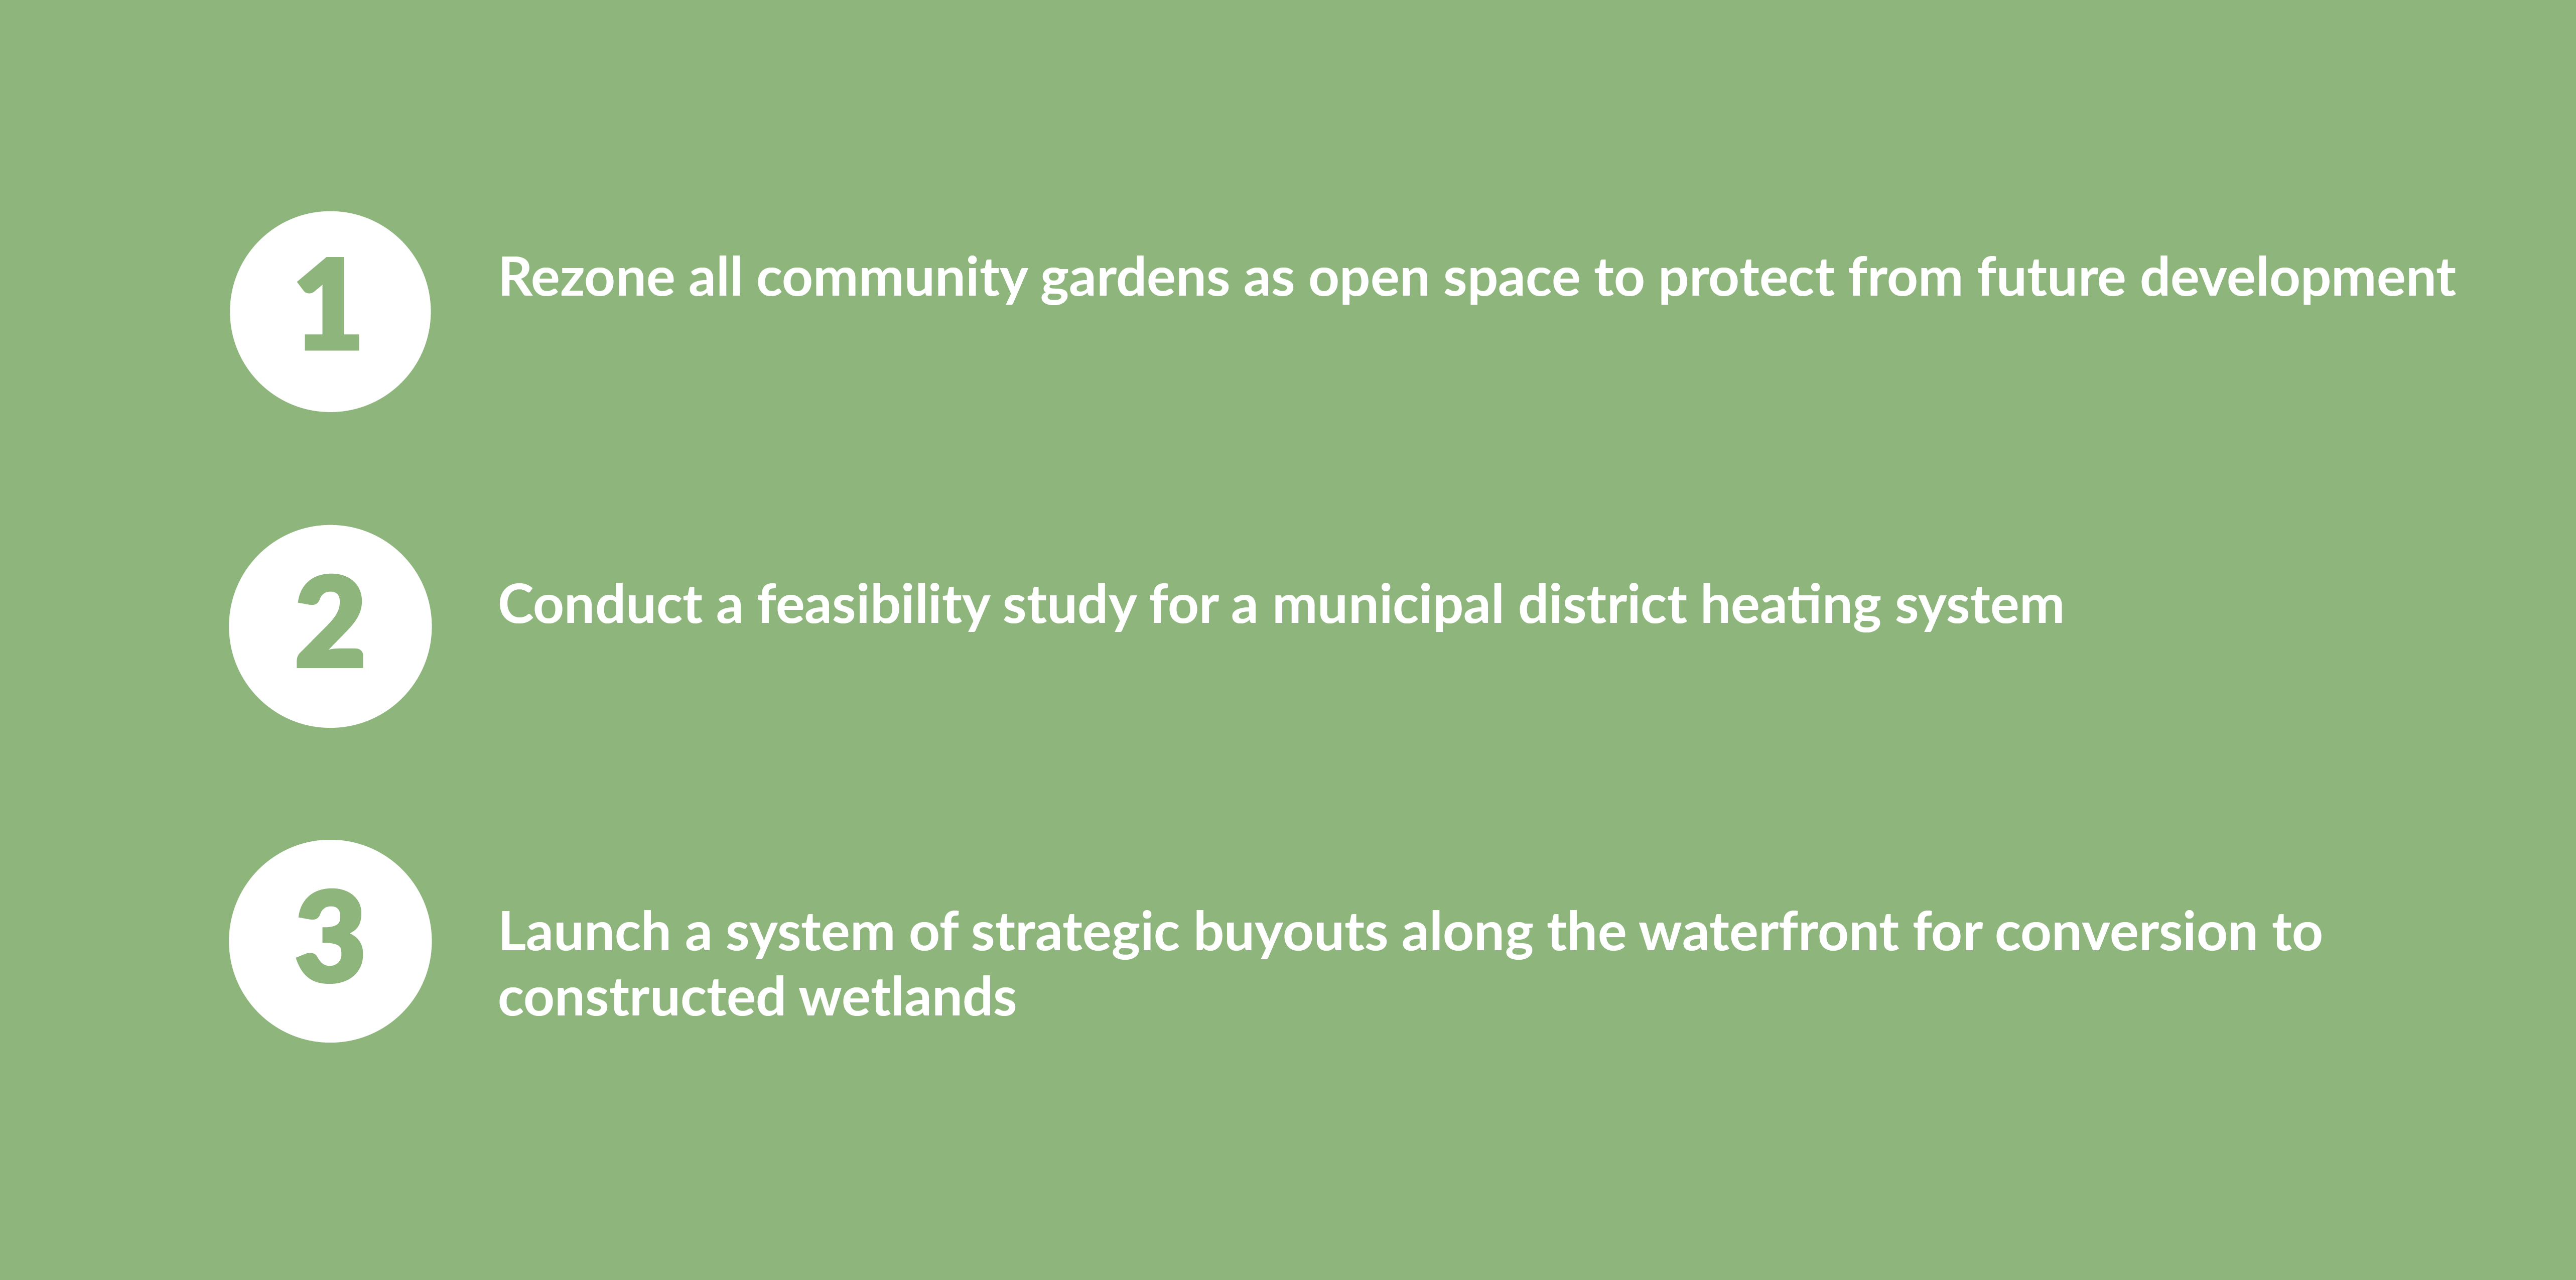 1
Rezone all community gardens as open space to protect from future development
2
Conduct a feasibility study for a municipal district heating system
3
Launch a system of strategic buyouts along the waterfront for conversion to
constructed wetlands